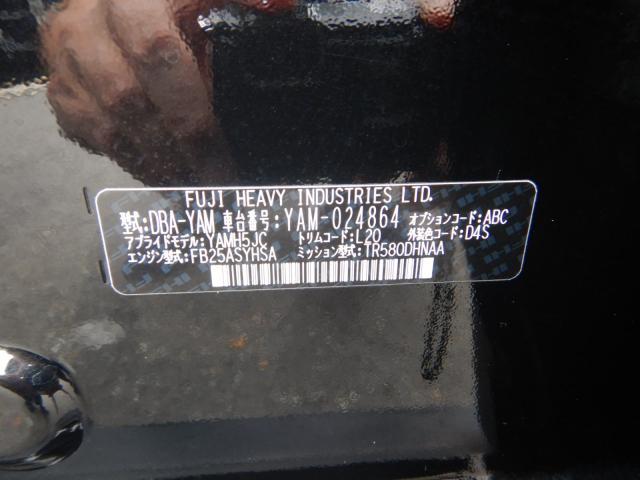 FUJI HEAVY INDUSTRIES LTD.
型式:DBA-YAM 車台番号:YAM-024864 オプションコード:ABC
アプライドモデル:YAMH5JC トリムコード:L20 外装色コード:D4S
エンジン型式:FB25ASYHSA ミッション型式:TR580DHNAA